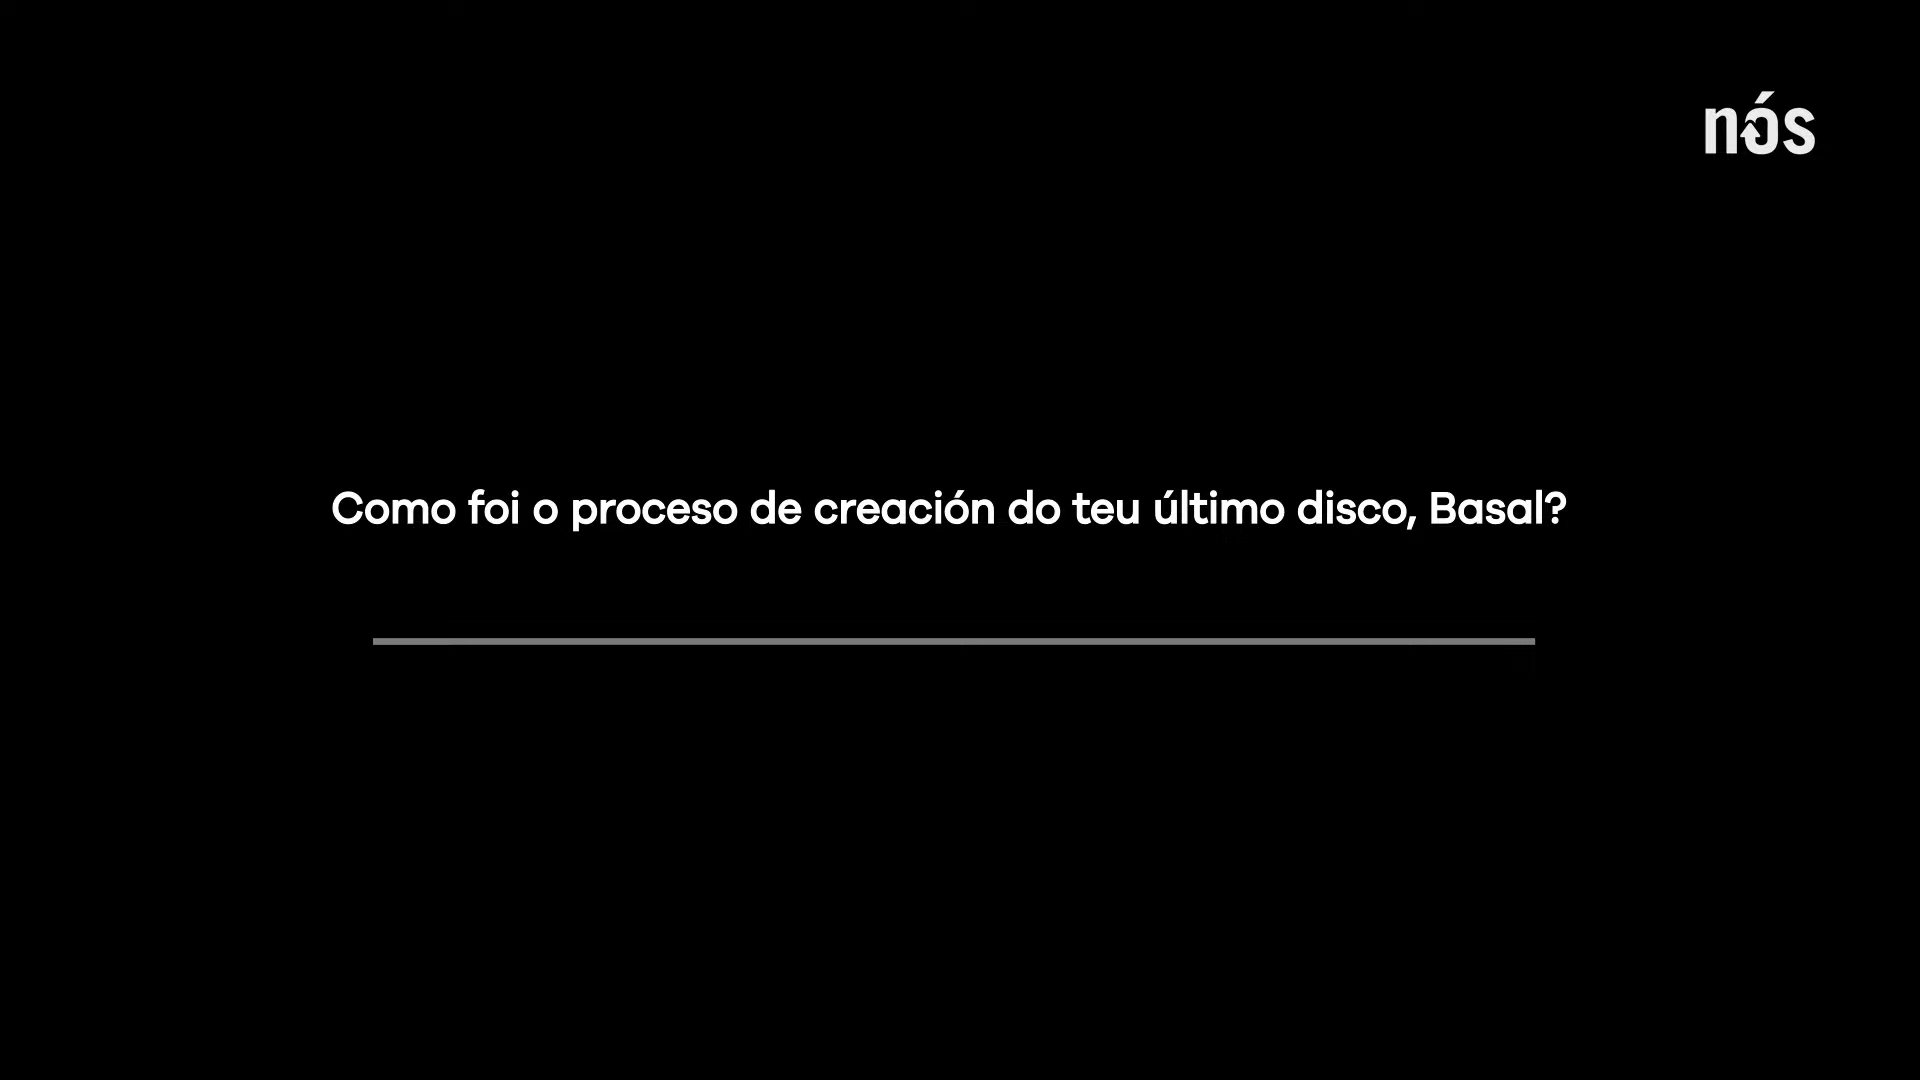 nós
Como foi o proceso de creación do teu último disco, Basal?